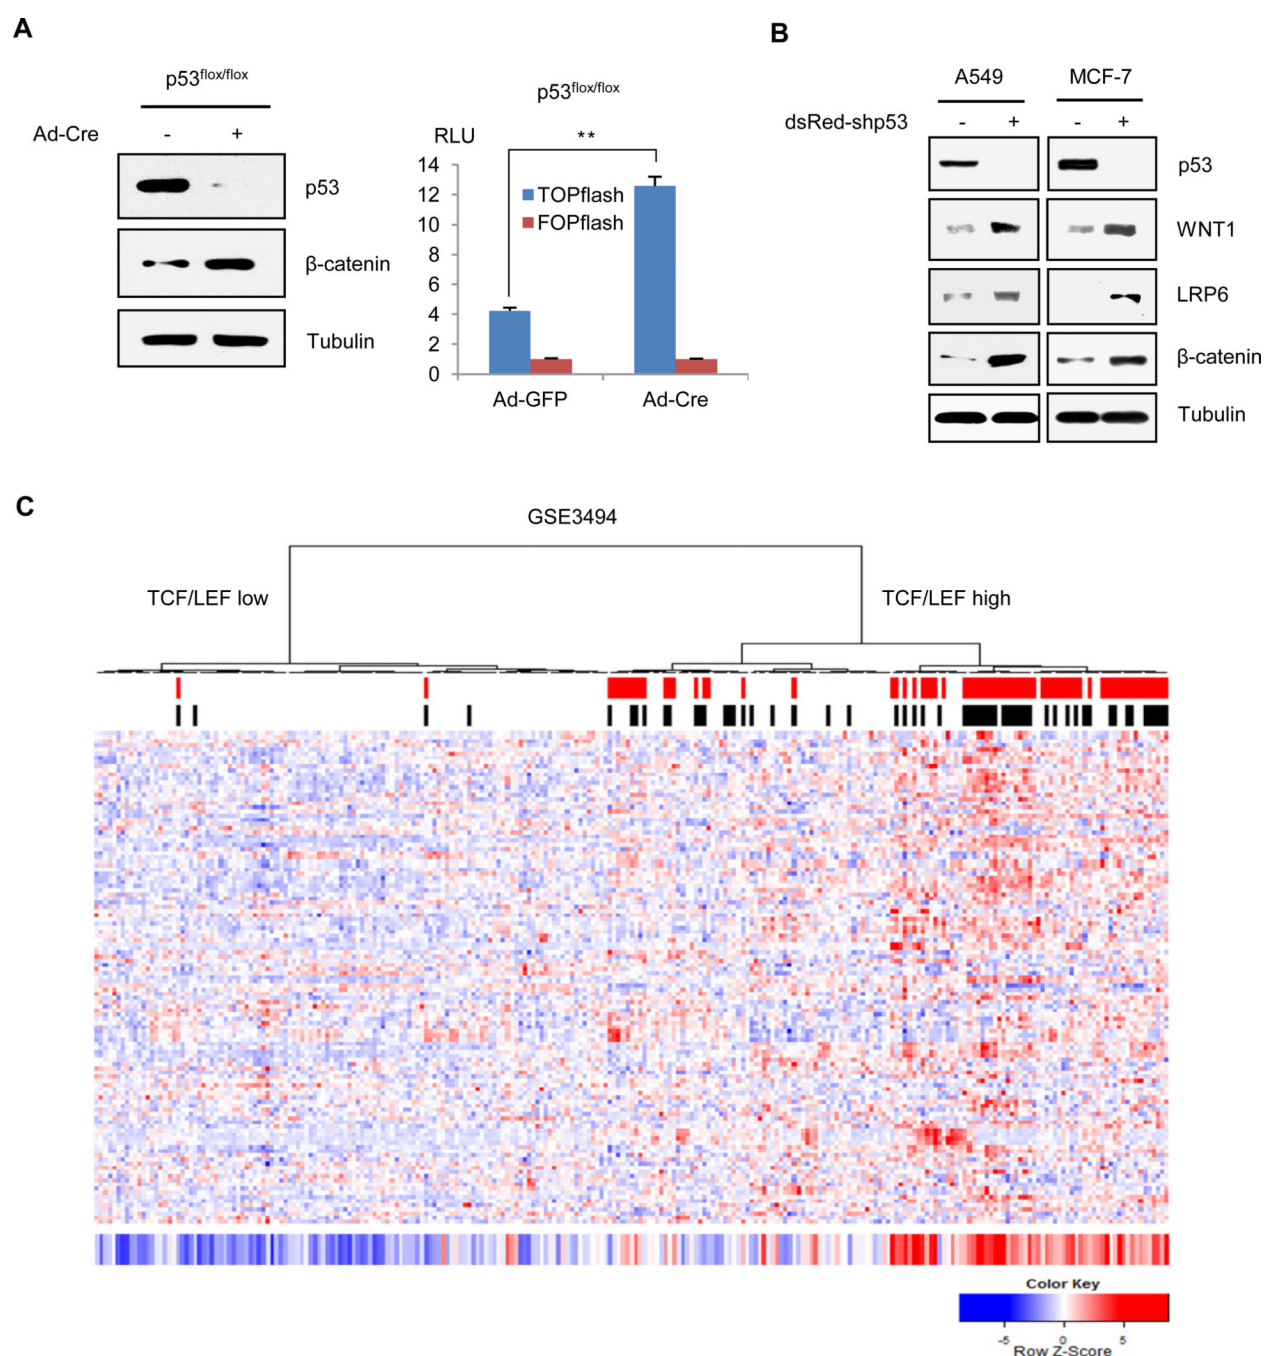 A
p53flox/flox
Ad-Cre - +
p53
β-catenin
Tubulin
p53flox/flox
RLU
**
14
12
10
8
6
4
2
0
TOPflash
FOPflash
Ad-GFP Ad-Cre
B
A549 MCF-7
dsRed-shp53 - + - +
p53
WNT1
LRP6
β-catenin
Tubulin
C
GSE3494
TCF/LEF low
TCF/LEF high
Color Key
-5 0 5
Row Z-Score